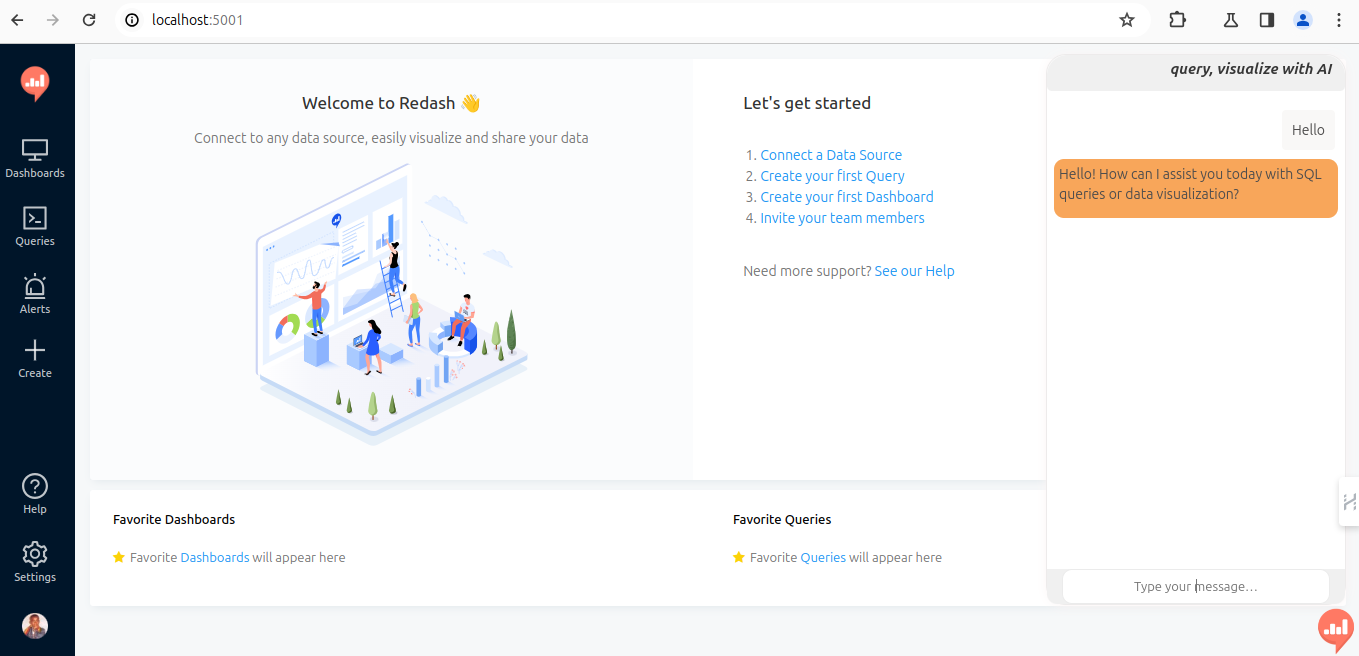 localhost:5001
Dashboards
Queries
Alerts
Create
Help
Settings
Welcome to Redash 👋
Connect to any data source, easily visualize and share your data
Let's get started
1. Connect a Data Source
2. Create your first Query
3. Create your first Dashboard
4. Invite your team members
Need more support? See our Help
Favorite Dashboards
Favorite Dashboards will appear here
Favorite Queries
Favorite Queries will appear here
query, visualize with AI
Hello
Hello! How can I assist you today with SQL
queries or data visualization?
Type your message...